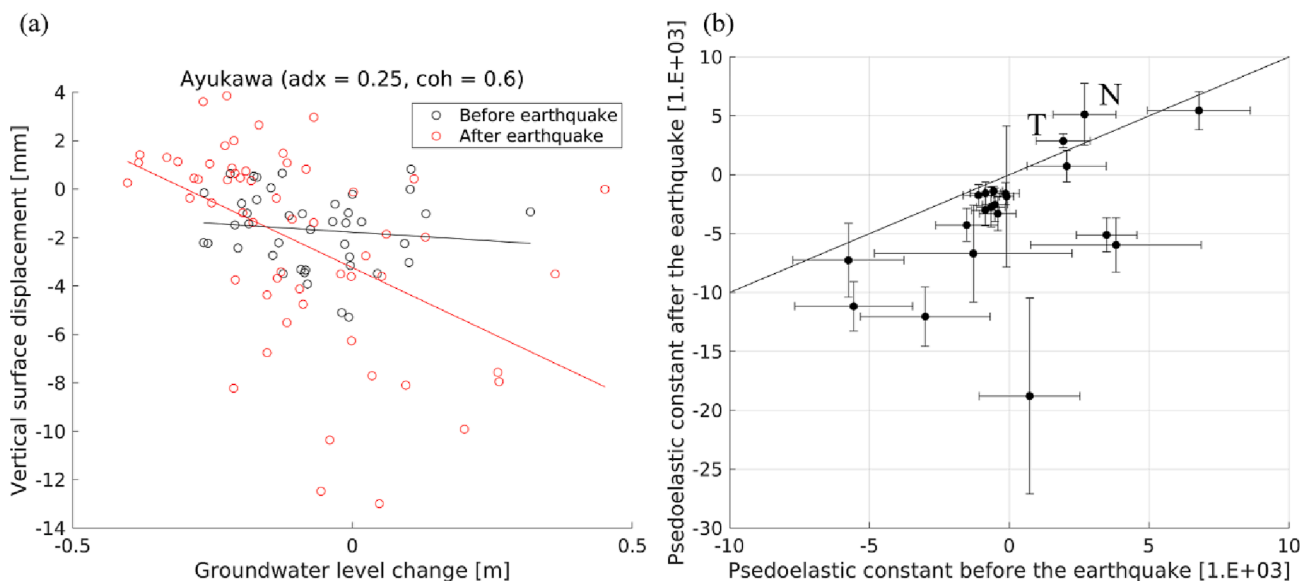 (a)
Ayukawa (adx = 0.25, coh = 0.6)
Before earthquake
After earthquake
Vertical surface displacement [mm]
4
2
0
-2
-4
-6
-8
-10
-12
-14
-0.5
0
0.5
Groundwater level change [m]
(b)
Psedoelastic constant after the earthquake [1.E+03]
10
5
0
-5
-10
-15
-20
-25
-30
N
T
-10
-5
0
5
10
Psedoelastic constant before the earthquake [1.E+03]